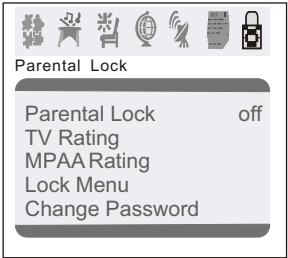 Parental Lock
Parental Lock off
TV Rating
MPAA Rating
Lock Menu
Change Password